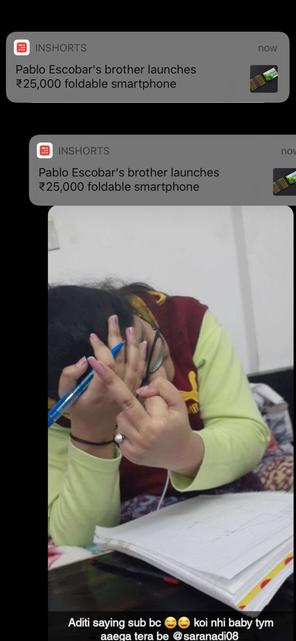 INSHORTS
now
Pablo Escobar's brother launches
₹25,000 foldable smartphone
INSHORTS
now
Pablo Escobar's brother launches
₹25,000 foldable smartphone
Aditi saying sub bc 😅😅 koi nhi baby tym
aaega tera be @saranadi08